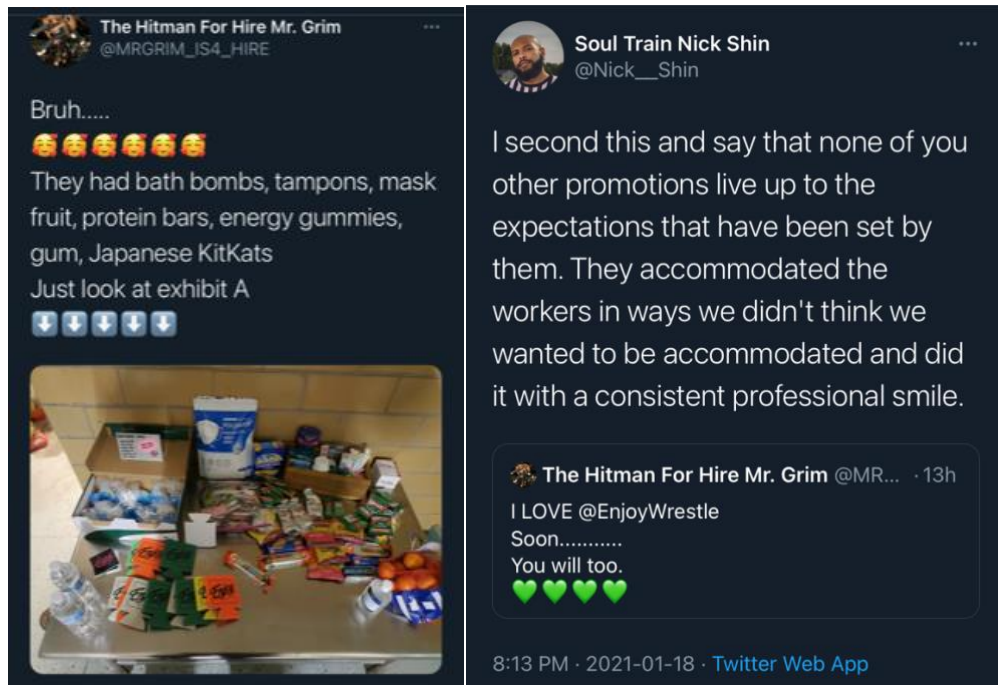 The Hitman For Hire Mr. Grim
@MRGRIM_IS4_HIRE
Bruh.....
🥰🥰🥰🥰🥰🥰
They had bath bombs, tampons, mask
fruit, protein bars, energy gummies,
gum, Japanese KitKats
Just look at exhibit A
⬇️⬇️⬇️⬇️⬇️
Soul Train Nick Shin
@Nick__Shin
I second this and say that none of you
other promotions live up to the
expectations that have been set by
them. They accommodated the
workers in ways we didn't think we
wanted to be accommodated and did
it with a consistent professional smile.
The Hitman For Hire Mr. Grim @MR... · 13h
I LOVE @EnjoyWrestle
Soon...........
You will too.
💚💚💚💚
8:13 PM · 2021-01-18 · Twitter Web App